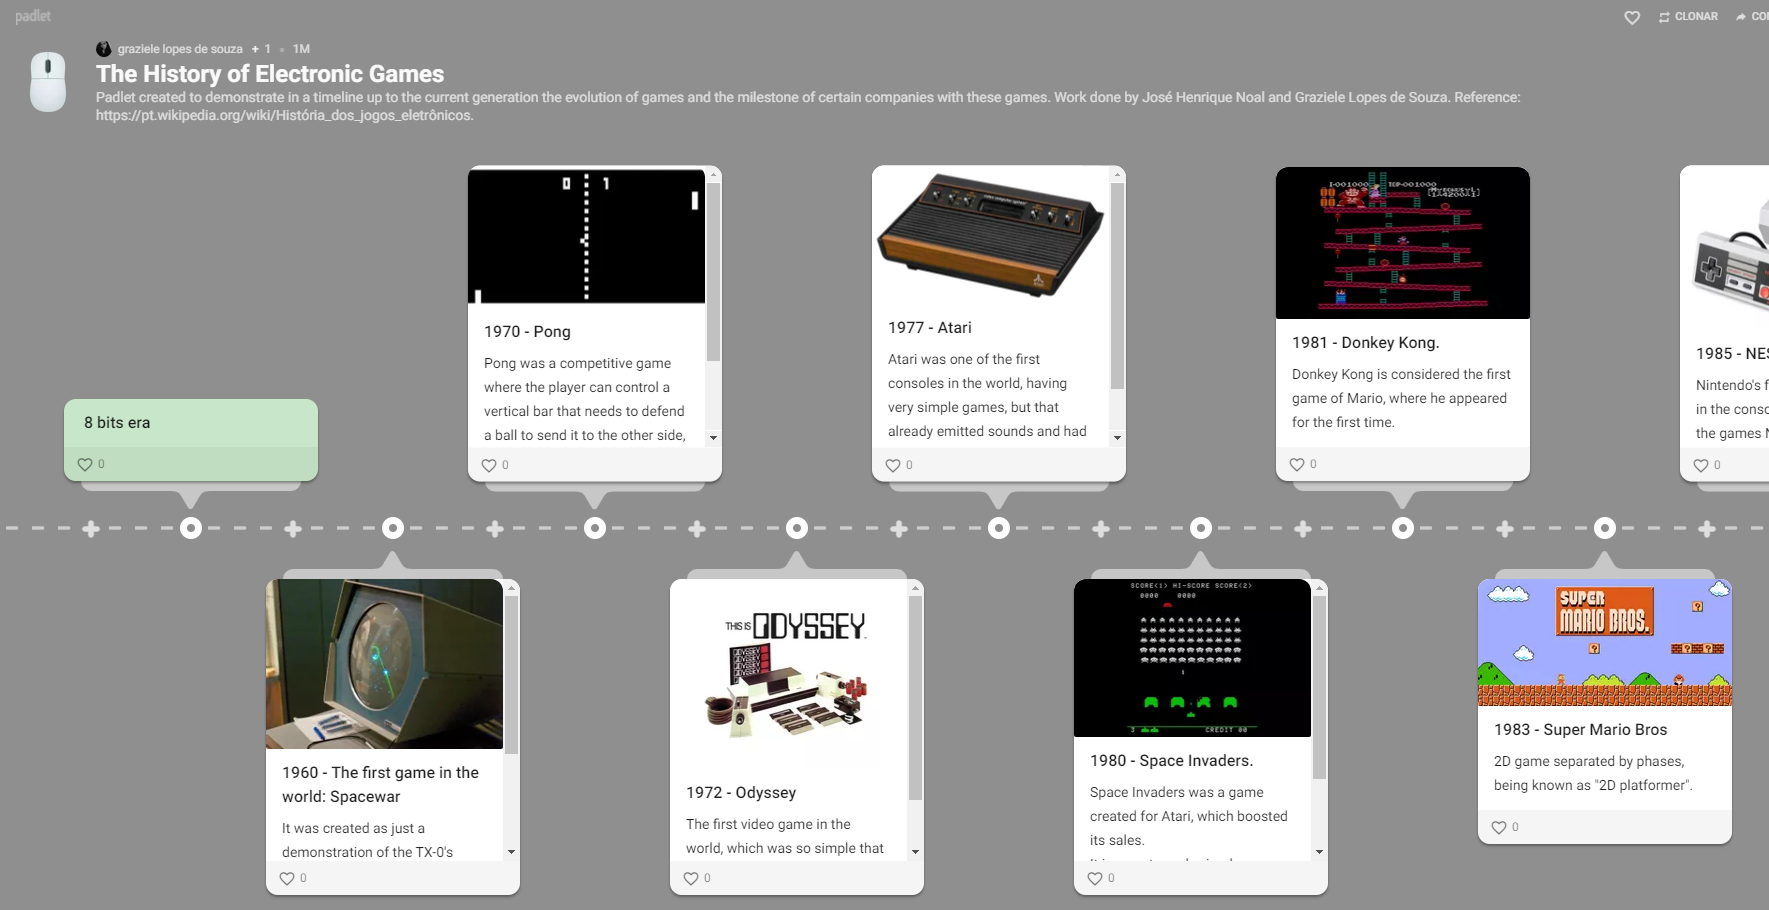 padlet
CLONAR
graziele lopes de souza + 1 • 1M
The History of Electronic Games
Padlet created to demonstrate in a timeline up to the current generation the evolution of games and the milestone of certain companies with these games. Work done by José Henrique Noal and Graziele Lopes de Souza. Reference:
https://pt.wikipedia.org/wiki/História_dos_jogos_eletrônicos.
8 bits era
0
0 1
1970 - Pong
Pong was a competitive game
where the player can control a
vertical bar that needs to defend
a ball to send it to the other side,
0
1977 - Atari
Atari was one of the first
consoles in the world, having
very simple games, but that
already emitted sounds and had
0
I-001000 TOP-001000
1981 - Donkey Kong.
Donkey Kong is considered the first
game of Mario, where he appeared
for the first time.
0
1985 -
Nintendo's
in the
the games
0
1960 - The first game in the
world: Spacewar
It was created as just a
demonstration of the TX-0's
0
THIS IS ODYSSEY.
1972 - Odyssey
The first video game in the
world, which was so simple that
0
SCORE<1> HI-SCORE SCORE<2>
0000 0000
3 CREDIT 00
1980 - Space Invaders.
Space Invaders was a game
created for Atari, which boosted
its sales.
0
SUPER
MARIO BROS.
1983 - Super Mario Bros
2D game separated by phases,
being known as "2D platformer".
0